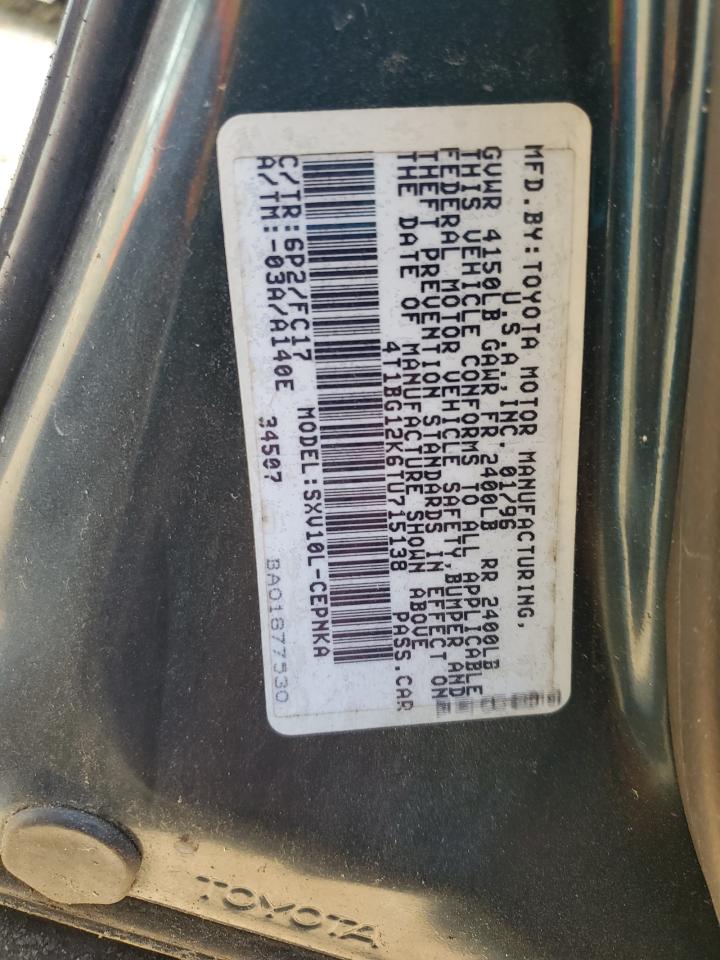 MFD.BY:TOYOTA MOTOR MANUFACTURING,
U.S.A.,INC. 01/96
GVWR 4150LB GAWR FR 2400LB RR 2400LB
THIS VEHICLE CONFORMS TO ALL APPLICABLE
FEDERAL MOTOR VEHICLE SAFETY,BUMPER AND
THEFT PREVENTION STANDARDS IN EFFECT ON
THE DATE OF MANUFACTURE SHOWN ABOVE
4T1BG12K6TU715138 PASS.CAR
C/TR:6P2/FC17 MODEL:SXV10L-CEPNKA
A/TM:-03A/A140E 34507
BA01877530
TOYOTA